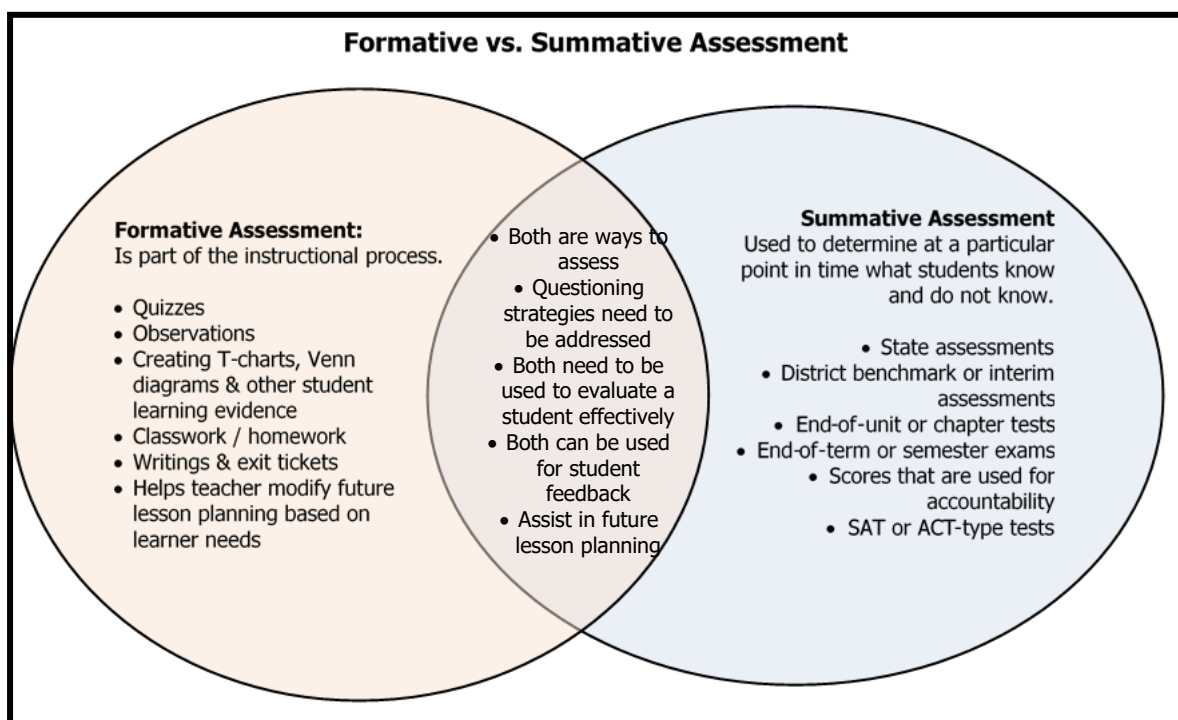 Formative vs. Summative Assessment
Formative Assessment:
Is part of the instructional process.
• Quizzes
• Observations
• Creating T-charts, Venn
diagrams & other student
learning evidence
• Classwork / homework
• Writings & exit tickets
• Helps teacher modify future
lesson planning based on
learner needs
• Both are ways to
assess
• Questioning
strategies need to
be addressed
• Both need to be
used to evaluate a
student effectively
• Both can be used
for student
feedback
• Assist in future
lesson planning
Summative Assessment
Used to determine at a particular
point in time what students know
and do not know.
• State assessments
• District benchmark or interim
assessments
• End-of-unit or chapter tests
• End-of-term or semester exams
• Scores that are used for
accountability
• SAT or ACT-type tests